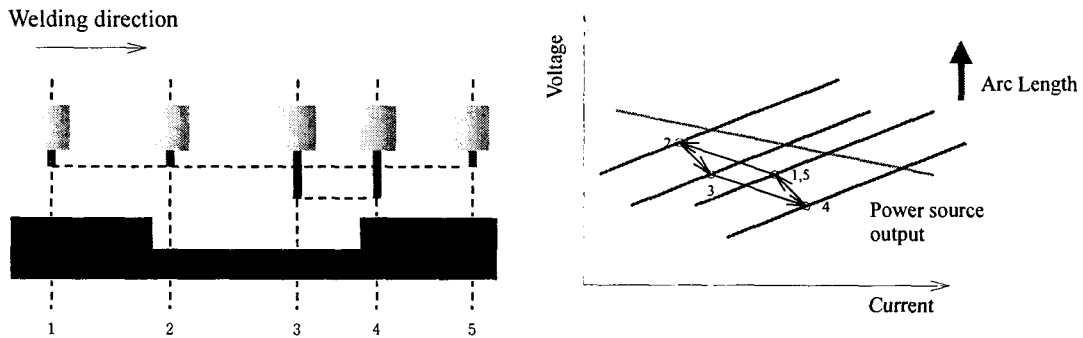 Welding direction
1
2
3
4
5
Voltage
Arc Length
2
3
1,5
4
Power source
output
Current